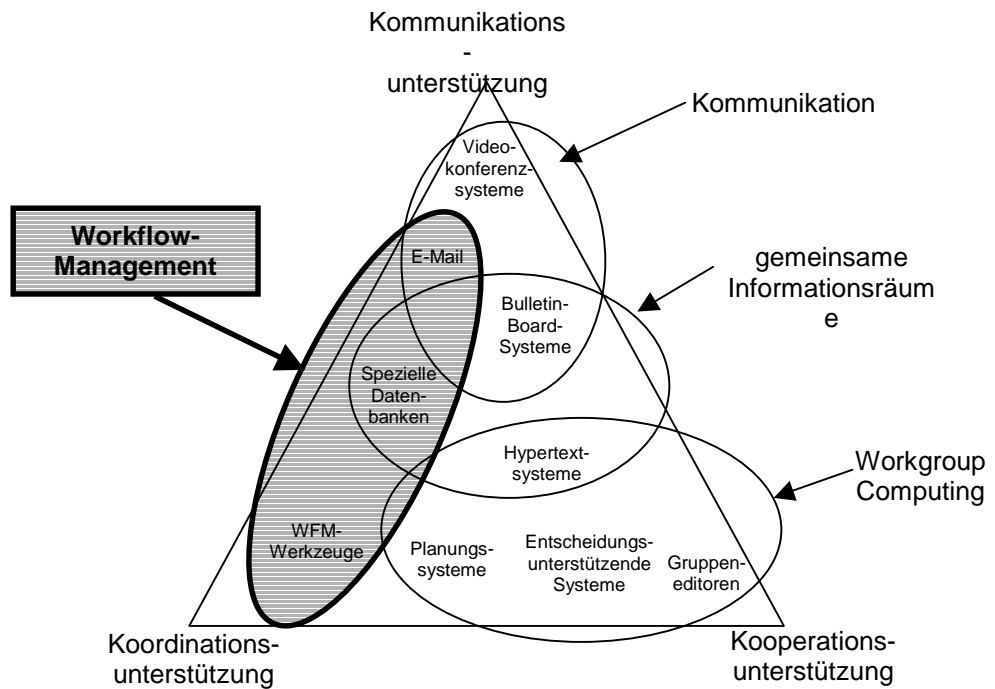 Kommunikations
-
unterstützung
Kommunikation
Video-
konferenz-
systeme
Workflow-
Management
E-Mail
gemeinsame
Informationsräum
e
Bulletin-
Board-
Systeme
Spezielle
Daten-
banken
Hypertext-
systeme
Workgroup
Computing
WFM-
Werkzeuge
Planungs-
systeme
Entscheidungs-
unterstützende
Systeme
Gruppen-
editoren
Koordinations-
unterstützung
Kooperations-
unterstützung